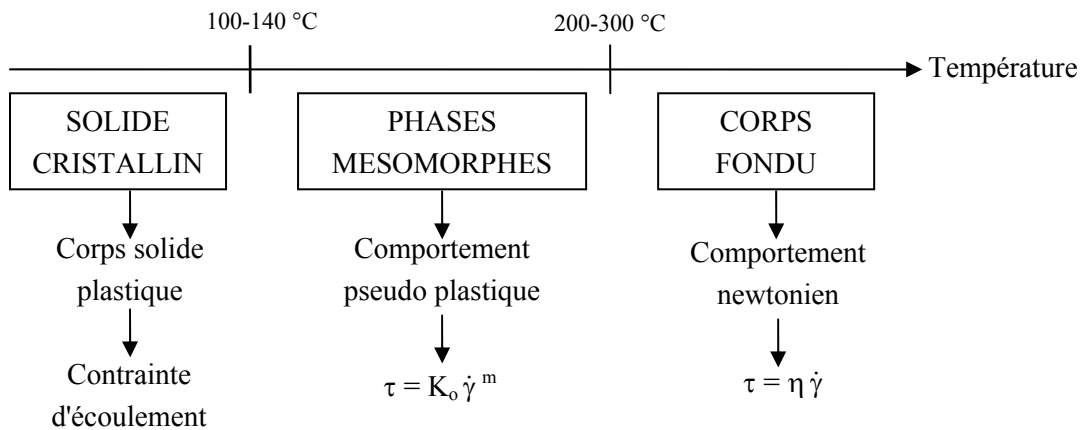 100-140 °C
200-300 °C
Température
SOLIDE
CRISTALLIN
PHASES
MESOMORPHES
CORPS
FONDU
Corps solide
plastique
Comportement
pseudo plastique
Comportement
newtonien
Contrainte
d'écoulement
τ = K₀ γ̇ ᵐ
τ = η γ̇